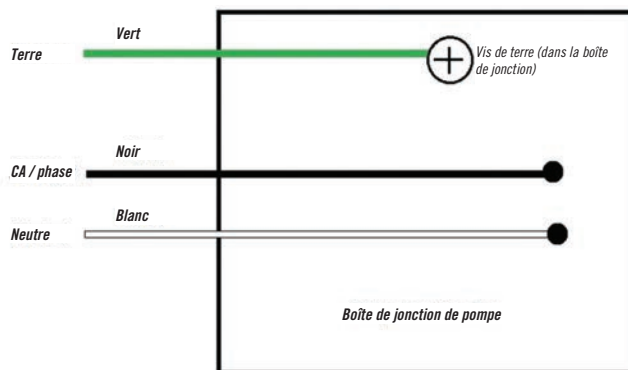 Vert
Terre
Vis de terre (dans la boîte
de jonction)
Noir
CA / phase
Blanc
Neutre
Boîte de jonction de pompe